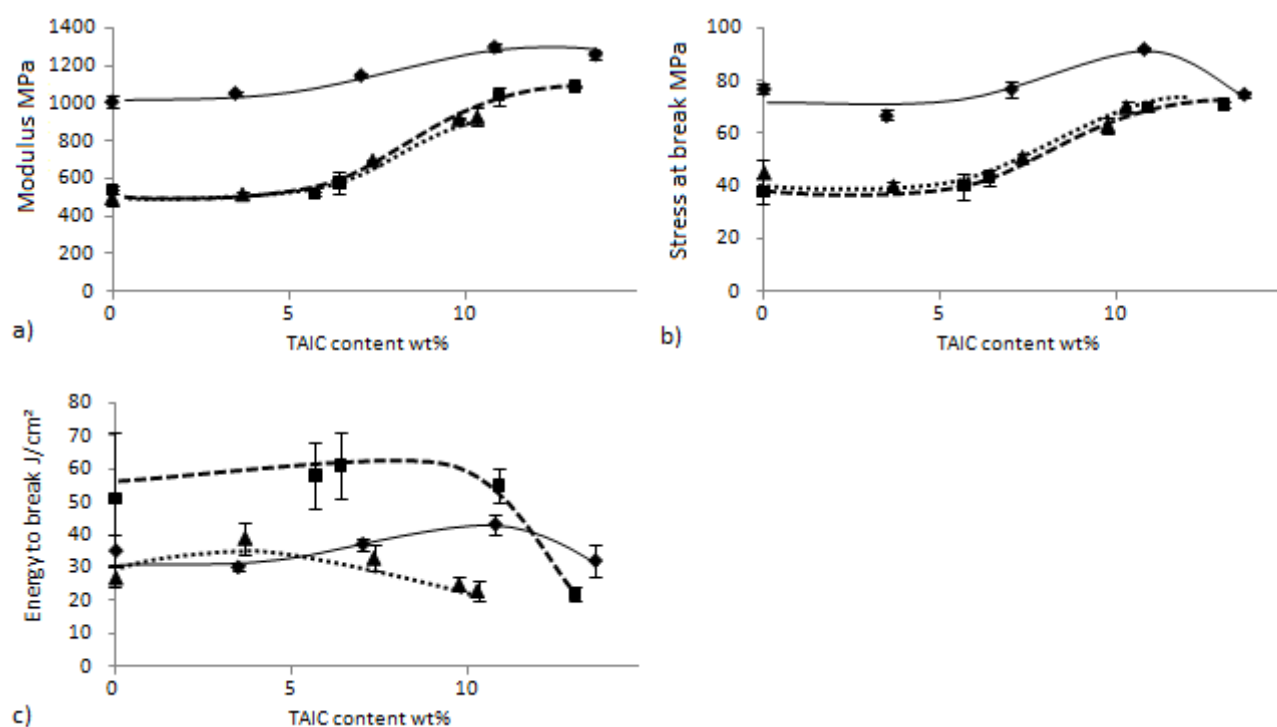 1400
1200
1000
800
600
400
200
0
Modulus MPa
0 5 10
TAIC content wt%
a)
100
80
60
40
20
0
Stress at break MPa
0 5 10
TAIC content wt%
b)
80
70
60
50
40
30
20
10
0
Energy to break J/cm²
0 5 10
TAIC content wt%
c)